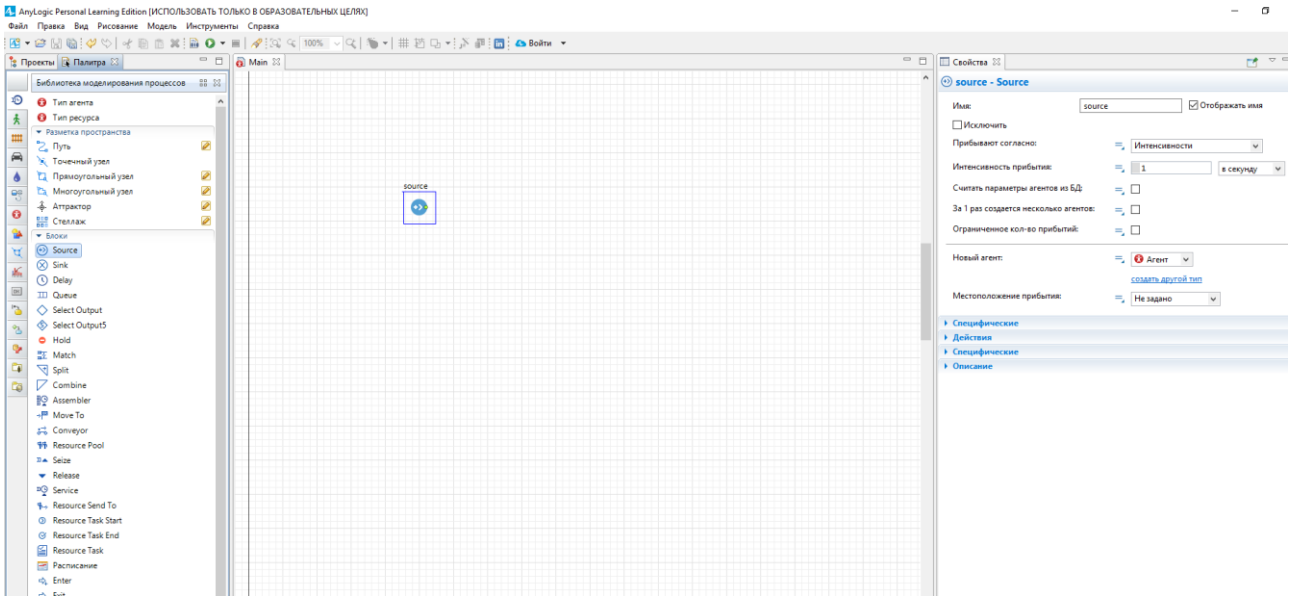 AnyLogic Personal Learning Edition [ИСПОЛЬЗОВАТЬ ТОЛЬКО В ОБРАЗОВАТЕЛЬНЫХ ЦЕЛЯХ]
Файл Правка Вид Рисование Модель Инструменты Справка
100% Войти
Проекты Палитра
Библиотека моделирования процессов
Тип агента
Тип ресурса
Разметка пространства
Путь
Точечный узел
Прямоугольный узел
Многоугольный узел
Аттрактор
Стеллаж
Блоки
Source
Sink
Delay
Queue
Select Output
Select Output5
Hold
Match
Split
Combine
Assembler
Move To
Conveyor
Resource Pool
Seize
Release
Service
Resource Send To
Resource Task Start
Resource Task End
Resource Task
Расписание
Enter
Exit
Main
source
Свойства
source - Source
Имя: source Отображать имя
Исключить
Прибывают согласно: Интенсивности
Интенсивность прибытия: 1 в секунду
Считать параметры агентов из БД:
За 1 раз создается несколько агентов:
Ограниченное кол-во прибытий:
Новый агент: Агент
создать другой тип
Местоположение прибытия: Не задано
Специфические
Действия
Специфические
Описание